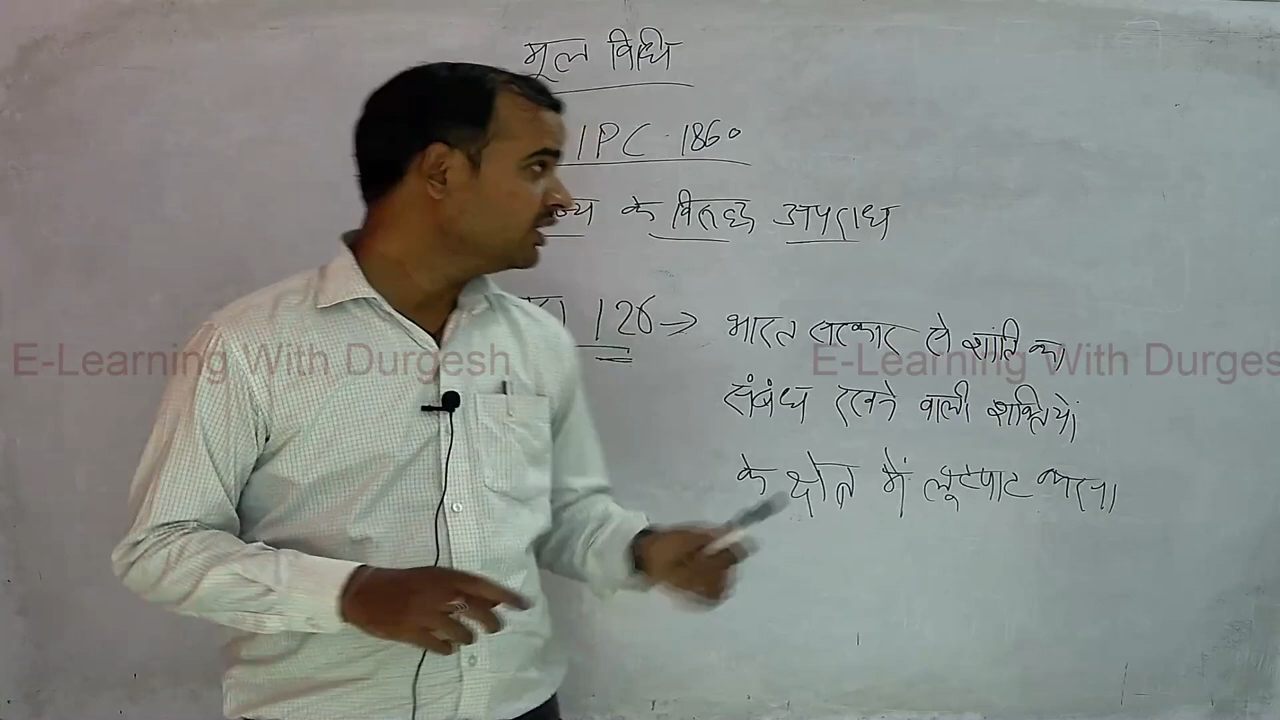 मूल विधि
IPC-1860
के विरुद्ध अपराध
126 → भारत सरकार से शांति का
संबंध रखने वाली शक्तियों
के क्षेत्र में लूटपाट करना
E-Learning With Durgesh
E-Learning With Durges